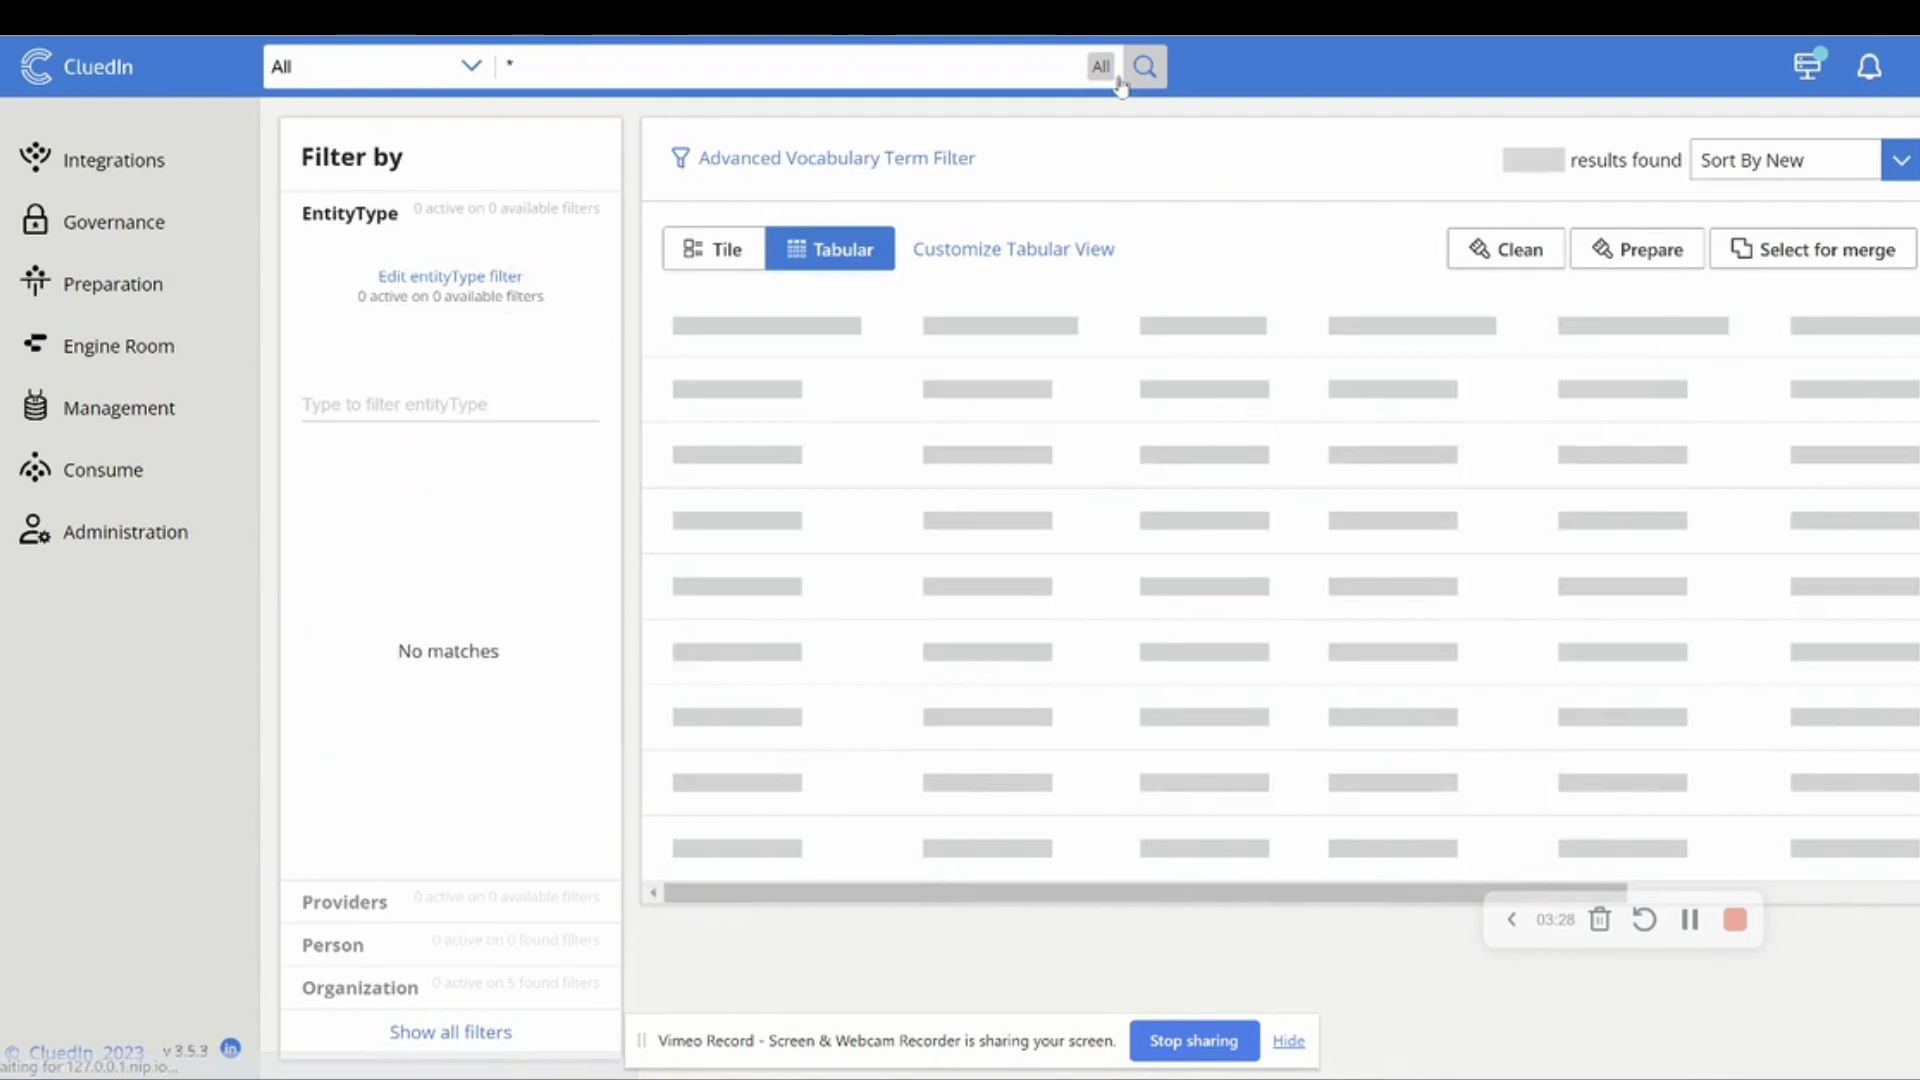 CluedIn
All
*
All
Integrations
Governance
Preparation
Engine Room
Management
Consume
Administration
Filter by
EntityType 0 active on 0 available filters
Edit entityType filter
0 active on 0 available filters
Type to filter entityType
No matches
Providers 0 active on 0 available filters
Person 0 active on 0 found filters
Organization 0 active on 5 found filters
Show all filters
Advanced Vocabulary Term Filter
results found
Sort By New
Tile
Tabular
Customize Tabular View
Clean
Prepare
Select for merge
03:28
© CluedIn 2023 v 3.5.3 in
aiting for 127.0.0.1.nip.io...
Vimeo Record - Screen & Webcam Recorder is sharing your screen.
Stop sharing
Hide